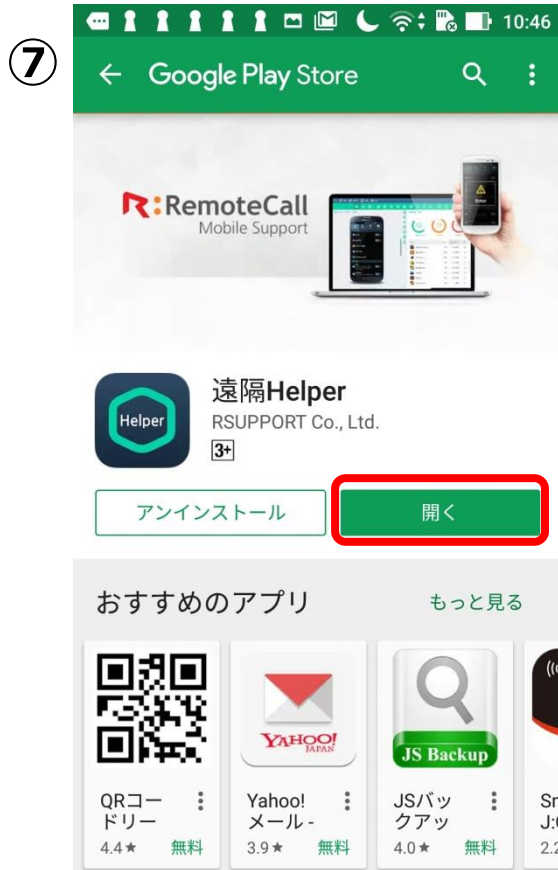 10:46
⑦
Google Play Store
RemoteCall
Mobile Support
Helper
遠隔Helper
RSUPPORT Co., Ltd.
3+
アンインストール
開く
おすすめのアプリ
もっと見る
QRコー
ドリー
4.4★ 無料
YAHOO!
JAPAN
Yahoo!
メール -
3.9★ 無料
JS Backup
JSバッ
クアッ
4.0★ 無料
2.2